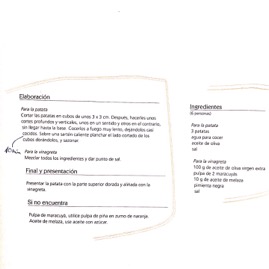 Elaboración
Para la patata
Cortar las patatas en cubos de unos 3 x 3 cm. Después, hacerles unos
cortes profundos y verticales, unos en un sentido y otros en el contrario,
sin llegar hasta la base. Cocerlos a fuego muy lento, dejándolos casi
cocidos. Sobre una sartén caliente planchar el lado cortado de los
cubos dorándolos, y sazonar.
Para la vinagreta
Mezclar todos los ingredientes y dar punto de sal.
Final y presentación
Presentar la patata con la parte superior dorada y aliñada con la
vinagreta.
Si no encuentra
Pulpa de maracuyá, utilice pulpa de piña en zumo de naranja.
Aceite de melaza, use aceite con azúcar.
Ingredientes
(6 personas)
Para la patata
3 patatas
agua para cocer
aceite de oliva
sal
Para la vinagreta
100 g de aceite de oliva virgen extra
pulpa de 2 maracuyás
10 g de aceite de melaza
pimienta negra
sal